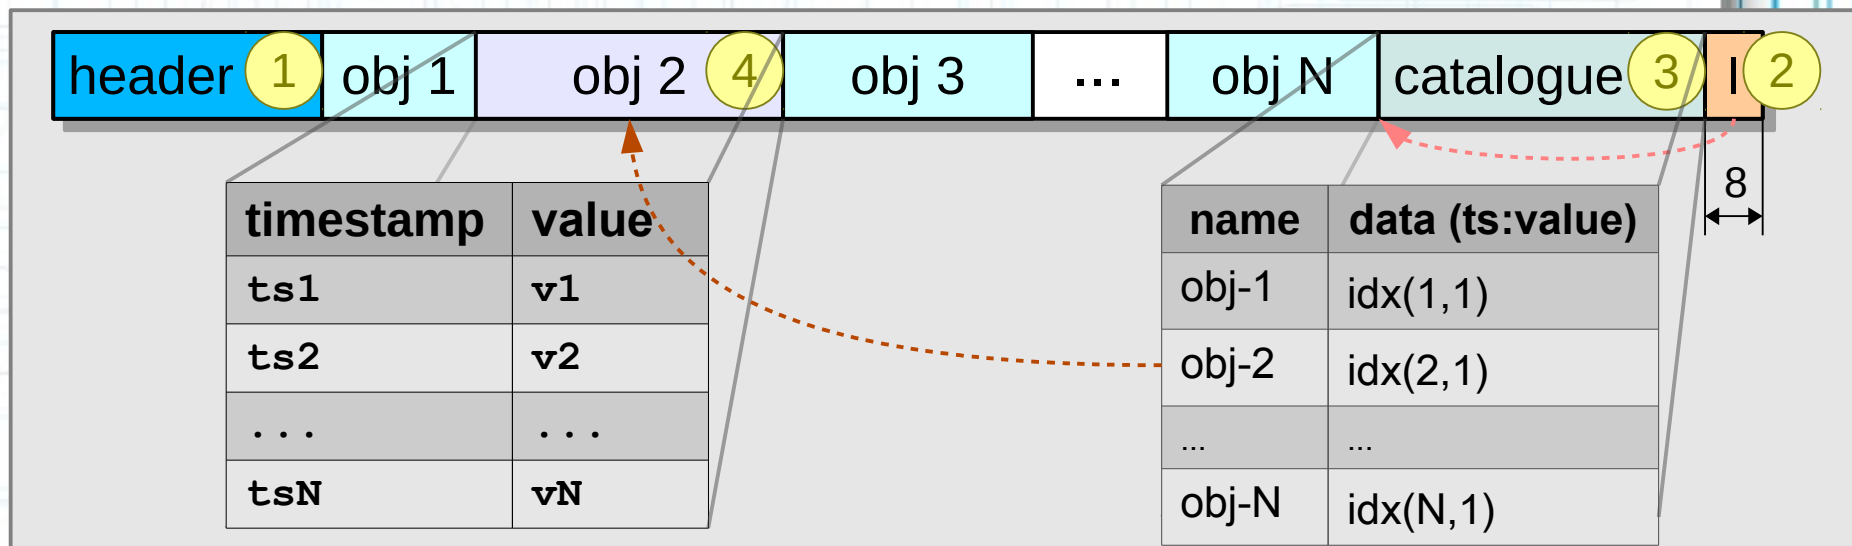 header 1 obj 1 obj 2 4 obj 3 ... obj N catalogue 3 I 2
8
timestamp value
ts1 v1
ts2 v2
... ...
tsN vN
name data (ts:value)
obj-1 idx(1,1)
obj-2 idx(2,1)
... ...
obj-N idx(N,1)